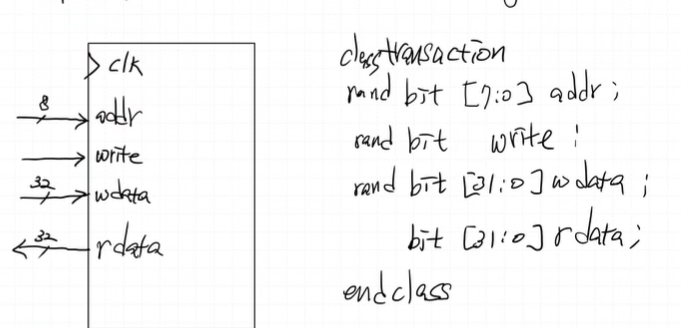 clk
8
addr
write
32
wdata
32
rdata
class transaction
rand bit [7:0] addr;
rand bit write;
rand bit [31:0] wdata;
bit [31:0] rdata;
endclass